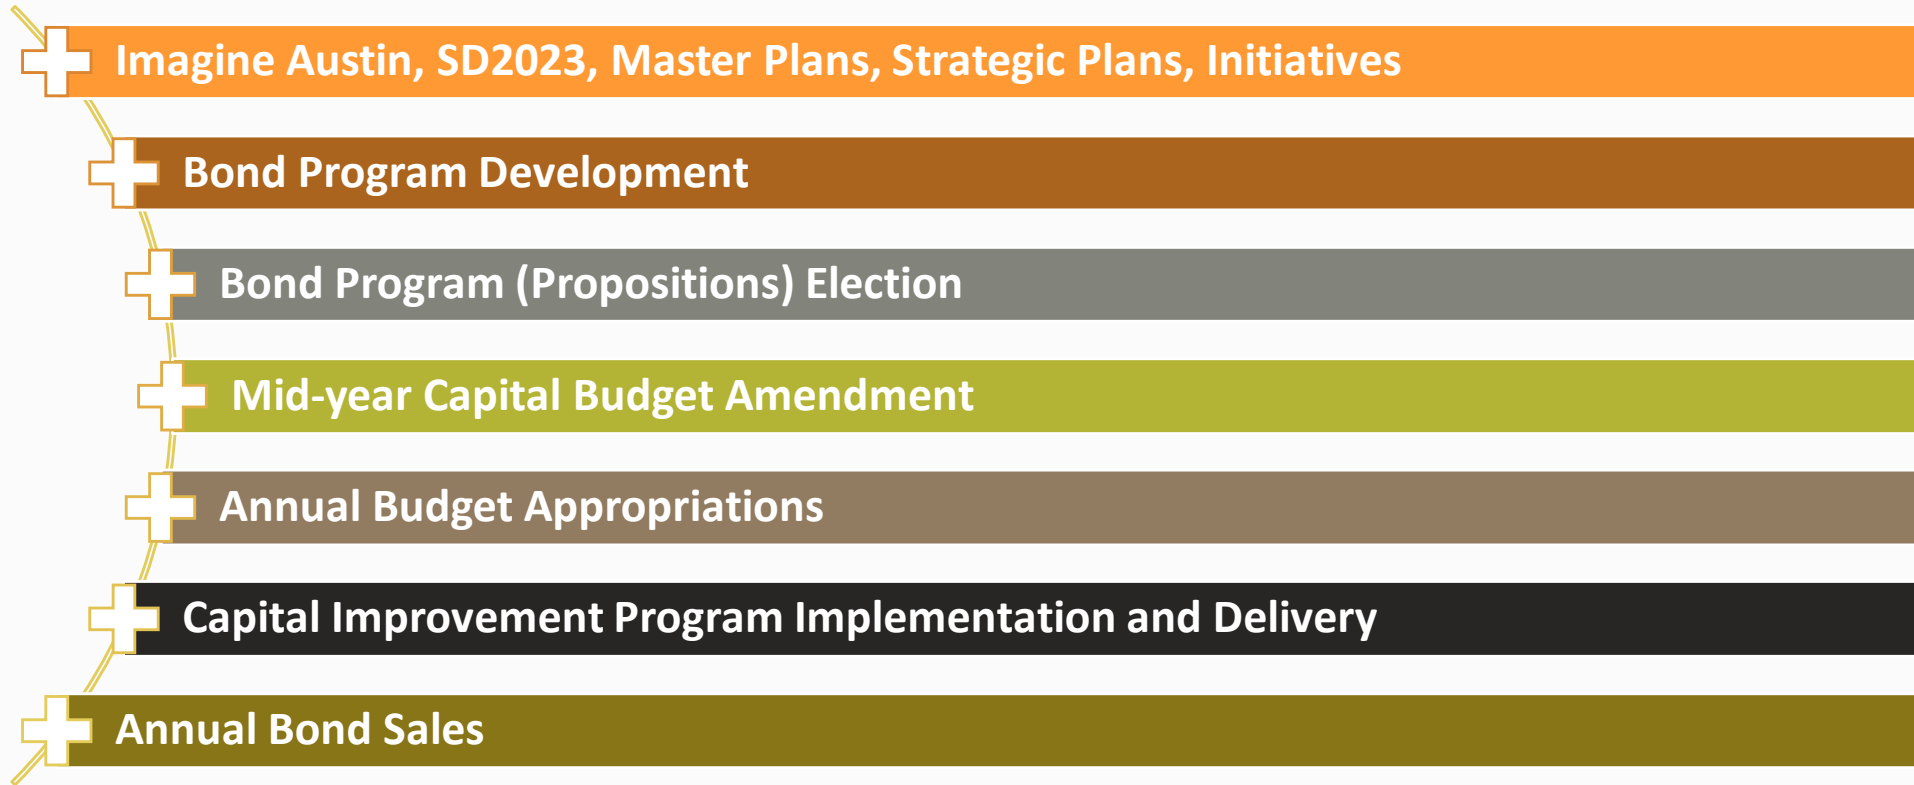 Imagine Austin, SD2023, Master Plans, Strategic Plans, Initiatives
Bond Program Development
Bond Program (Propositions) Election
Mid-year Capital Budget Amendment
Annual Budget Appropriations
Capital Improvement Program Implementation and Delivery
Annual Bond Sales